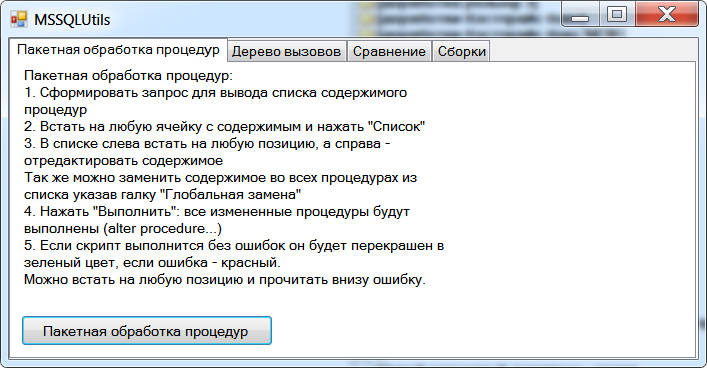 MSSQLUtils
Пакетная обработка процедур Дерево вызовов Сравнение Сборки
Пакетная обработка процедур:
1. Сформировать запрос для вывода списка содержимого
процедур
2. Встать на любую ячейку с содержимым и нажать "Список"
3. В списке слева встать на любую позицию, а справа -
отредактировать содержимое
Так же можно заменить содержимое во всех процедурах из
списка указав галку "Глобальная замена"
4. Нажать "Выполнить": все измененные процедуры будут
выполнены (alter procedure...)
5. Если скрипт выполнится без ошибок он будет перекрашен в
зеленый цвет, если ошибка - красный.
Можно встать на любую позицию и прочитать внизу ошибку.
Пакетная обработка процедур